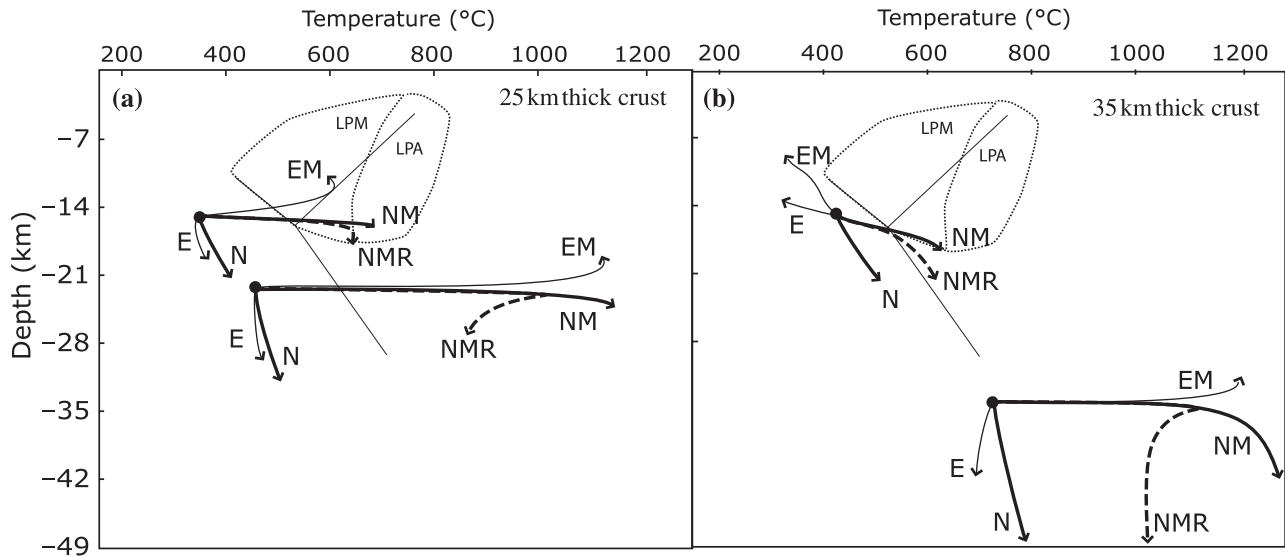 Temperature (°C)
200 400 600 800 1000 1200
Temperature (°C)
200 400 600 800 1000 1200
Depth (km)
−7
−14
−21
−28
−35
−42
−49
(a)
25 km thick crust
LPM
LPA
EM
NM
NMR
E
N
EM
NM
NMR
E
N
(b)
35 km thick crust
LPM
LPA
EM
E
NM
NMR
N
EM
NM
E
N
NMR